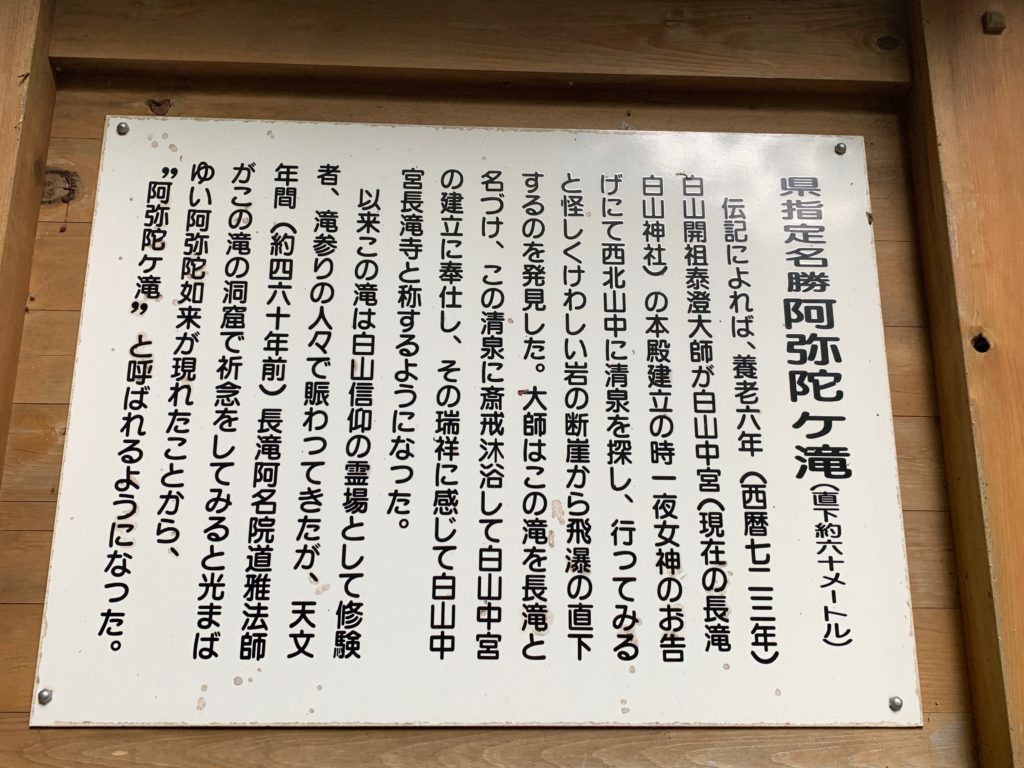 県指定名勝阿弥陀ケ滝(直下約六十メートル)
伝記によれば、養老六年(西暦七二二年)
白山開祖泰澄大師が白山中宮(現在の長滝
白山神社)の本殿建立の時一夜女神のお告
げにて西北山中に清泉を探し、行ってみる
と怪しくけわしい岩の断崖から飛瀑の直下
するのを発見した。大師はこの滝を長滝と
名づけ、この清泉に斎戒沐浴して白山中宮
の建立に奉仕し、その瑞祥に感じて白山中
宮長滝寺と称するようになった。
以来この滝は白山信仰の霊場として修験
者、滝参りの人々で賑わってきたが、天文
年間(約四六十年前)長滝阿名院道雅法師
がこの滝の洞窟で祈念をしてみると光まば
ゆい阿弥陀如来が現れたことから、
”阿弥陀ケ滝”と呼ばれるようになった。